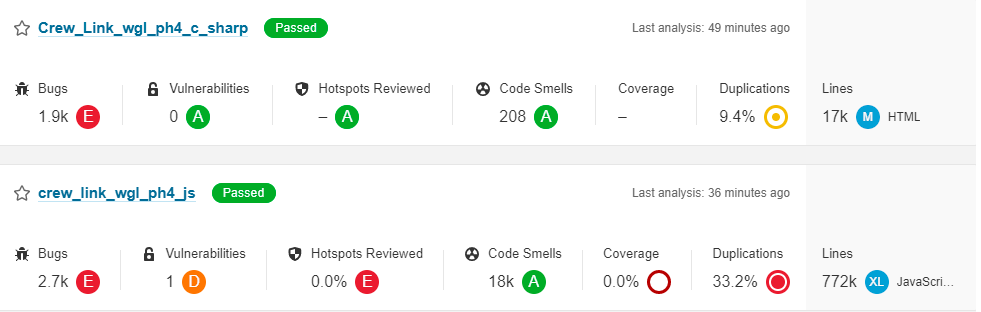 Crew_Link_wgl_ph4_c_sharp Passed Last analysis: 49 minutes ago
Bugs Vulnerabilities Hotspots Reviewed Code Smells Coverage Duplications Lines
1.9k E 0 A – A 208 A – 9.4% 17k M HTML
crew_link_wgl_ph4_js Passed Last analysis: 36 minutes ago
Bugs Vulnerabilities Hotspots Reviewed Code Smells Coverage Duplications Lines
2.7k E 1 D 0.0% E 18k A 0.0% 33.2% 772k XL JavaScri...